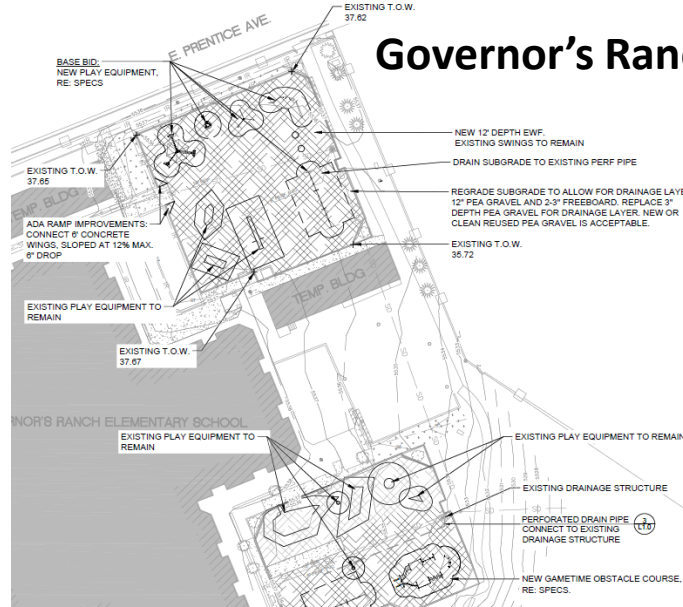 EXISTING T.O.W.
37.62
E. PRENTICE AVE.
Governor's Ran
BASE BID:
NEW PLAY EQUIPMENT,
RE: SPECS
NEW 12' DEPTH EWF.
EXISTING SWINGS TO REMAIN
DRAIN SUBGRADE TO EXISTING PERF PIPE
EXISTING T.O.W.
37.65
TEMP. BLDG
REGRADE SUBGRADE TO ALLOW FOR DRAINAGE LAYE
12" PEA GRAVEL AND 2-3" FREEBOARD. REPLACE 3"
DEPTH PEA GRAVEL FOR DRAINAGE LAYER. NEW OR
CLEAN REUSED PEA GRAVEL IS ACCEPTABLE.
ADA RAMP IMPROVEMENTS:
CONNECT 6' CONCRETE
WINGS, SLOPED AT 12% MAX.
6" DROP
EXISTING T.O.W.
35.72
TEMP. BLDG
EXISTING PLAY EQUIPMENT TO
REMAIN
EXISTING T.O.W.
37.67
NOR'S RANCH ELEMENTARY SCHOOL
EXISTING PLAY EQUIPMENT TO
REMAIN
EXISTING PLAY EQUIPMENT TO REMAIN
EXISTING DRAINAGE STRUCTURE
PERFORATED DRAIN PIPE
CONNECT TO EXISTING
DRAINAGE STRUCTURE
3
L1.0
NEW GAMETIME OBSTACLE COURSE,
RE: SPECS.